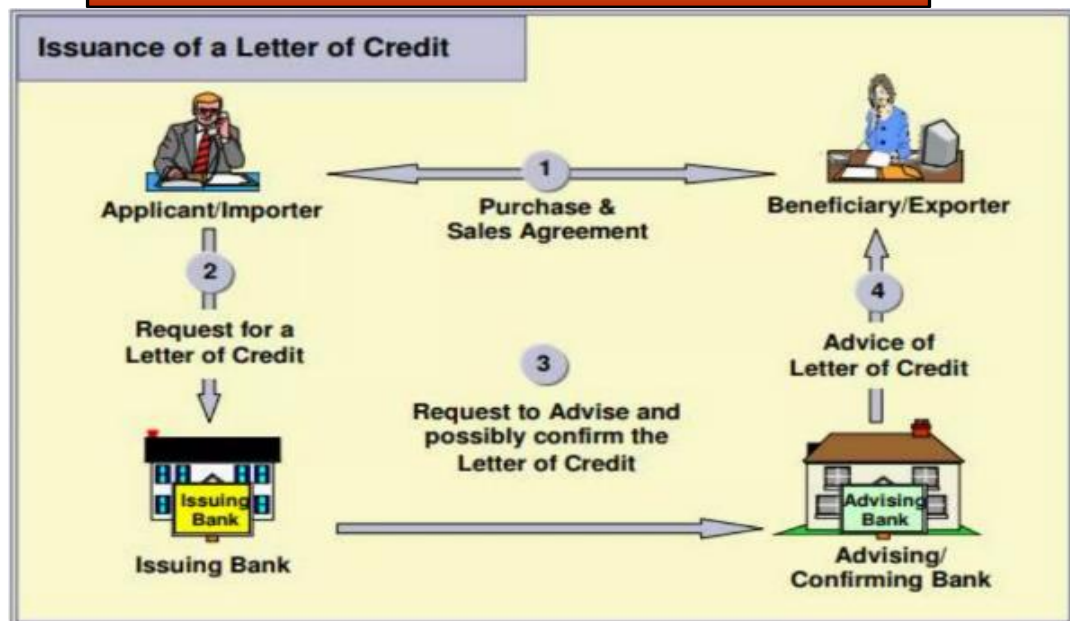 Issuance of a Letter of Credit
Applicant/Importer
1
Purchase &
Sales Agreement
Beneficiary/Exporter
2
Request for a
Letter of Credit
3
Request to Advise and
possibly confirm the
Letter of Credit
4
Advice of
Letter of Credit
Issuing
Bank
Issuing Bank
Advising
Bank
Advising/
Confirming Bank